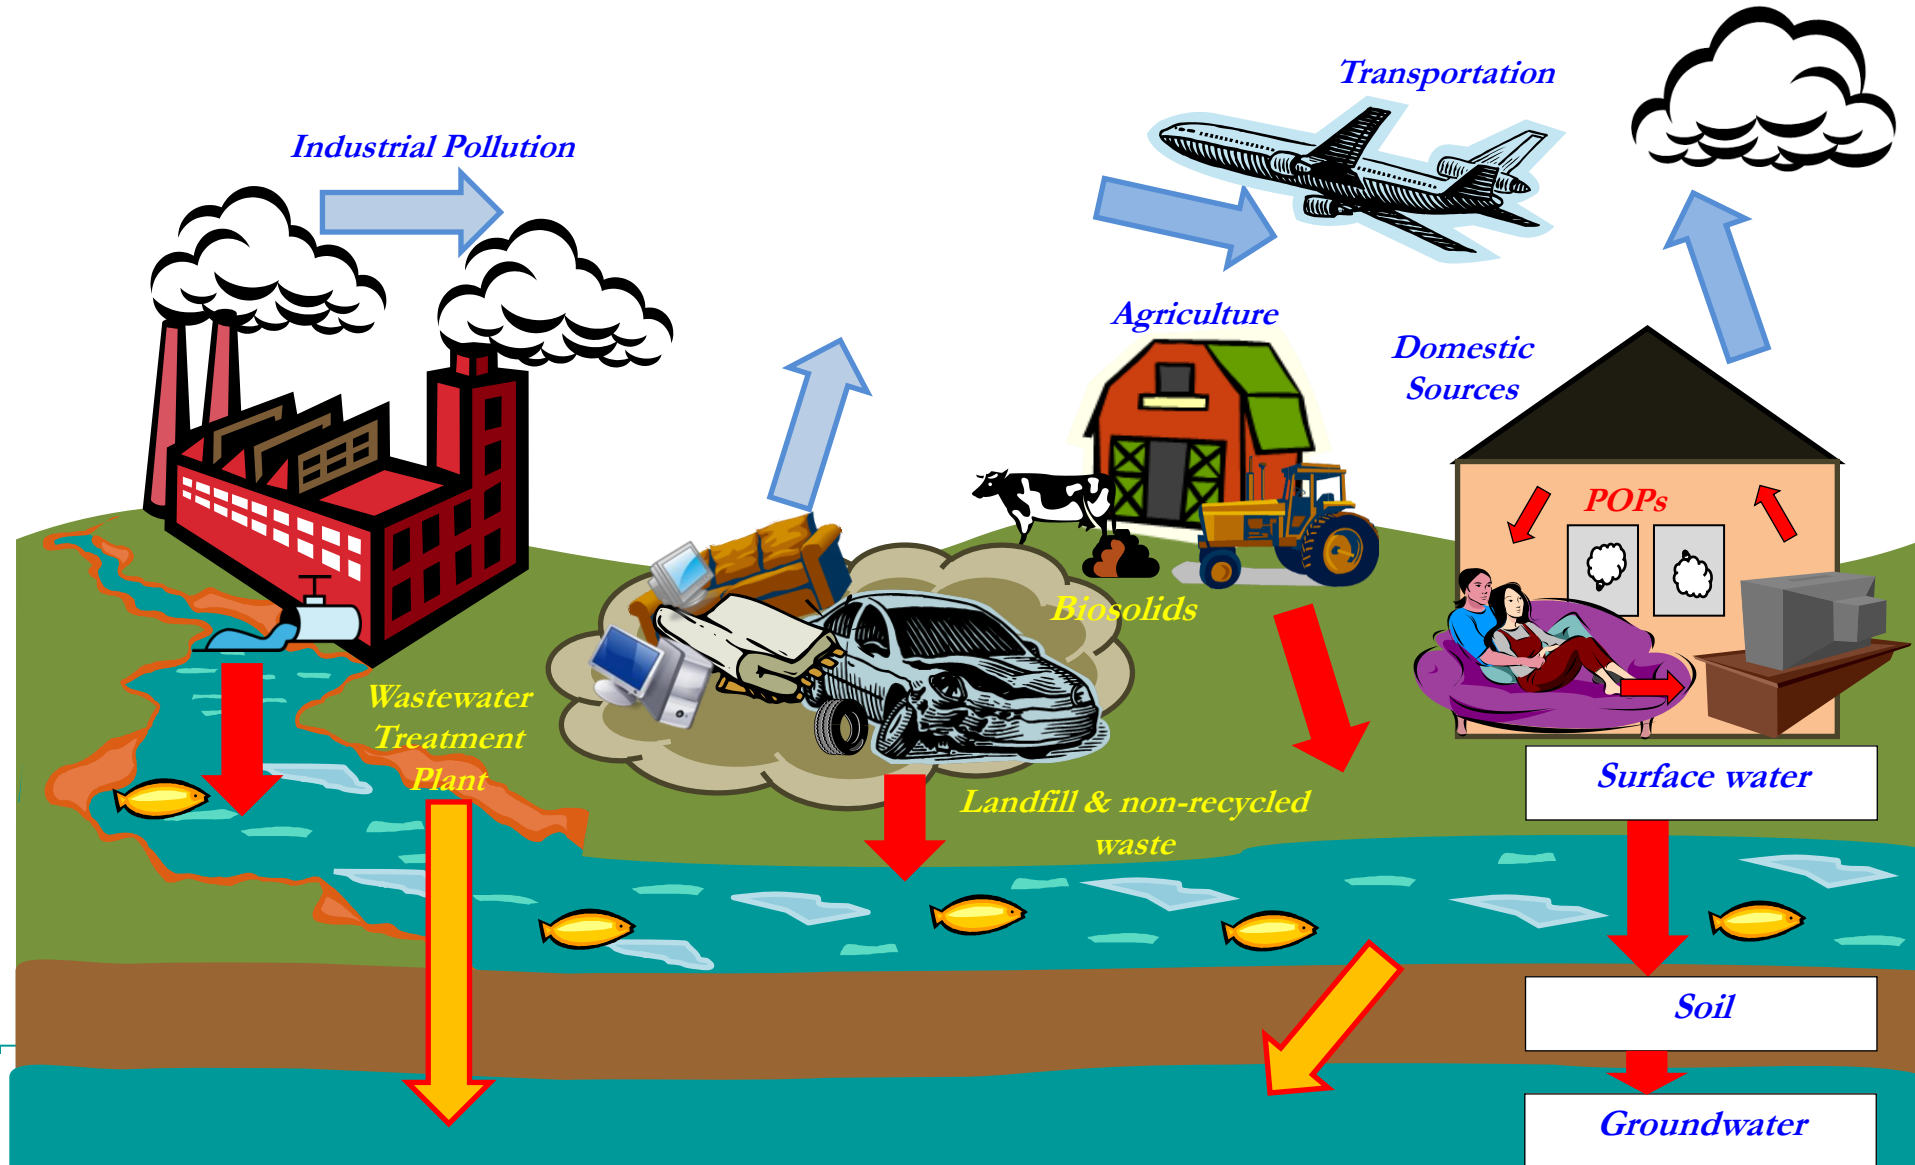 Transportation
Industrial Pollution
Agriculture
Domestic
Sources
POPs
Biosolids
Wastewater
Treatment
Plant
Surface water
Landfill & non-recycled
waste
Soil
Groundwater